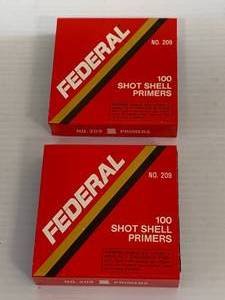 FEDERAL
NO. 209
100
SHOT SHELL
PRIMERS
NO. 209 PRIMERS
FEDERAL
NO. 209
100
SHOT SHELL
PRIMERS
NO. 209 PRIMERS